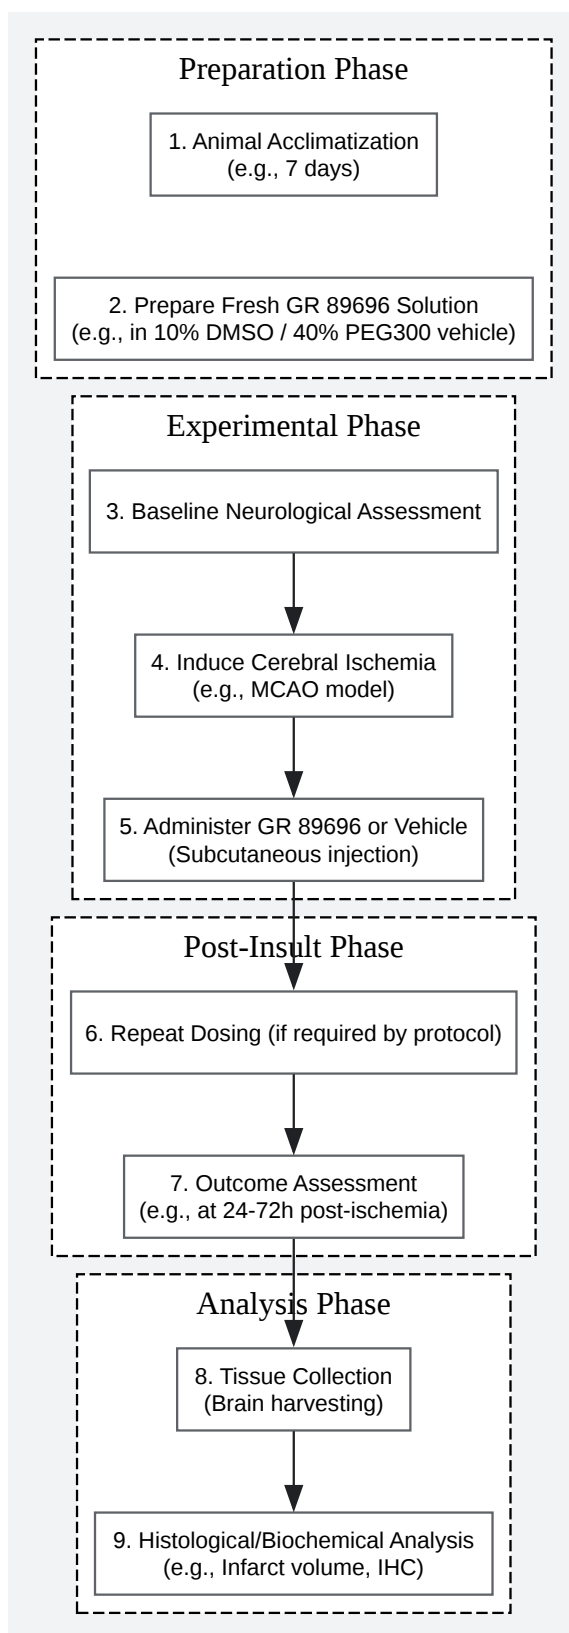 Preparation Phase
1. Animal Acclimatization
(e.g., 7 days)
2. Prepare Fresh GR 89696 Solution
(e.g., in 10% DMSO / 40% PEG300 vehicle)
Experimental Phase
3. Baseline Neurological Assessment
4. Induce Cerebral Ischemia
(e.g., MCAO model)
5. Administer GR 89696 or Vehicle
(Subcutaneous injection)
Post-Insult Phase
6. Repeat Dosing (if required by protocol)
7. Outcome Assessment
(e.g., at 24-72h post-ischemia)
Analysis Phase
8. Tissue Collection
(Brain harvesting)
9. Histological/Biochemical Analysis
(e.g., Infarct volume, IHC)